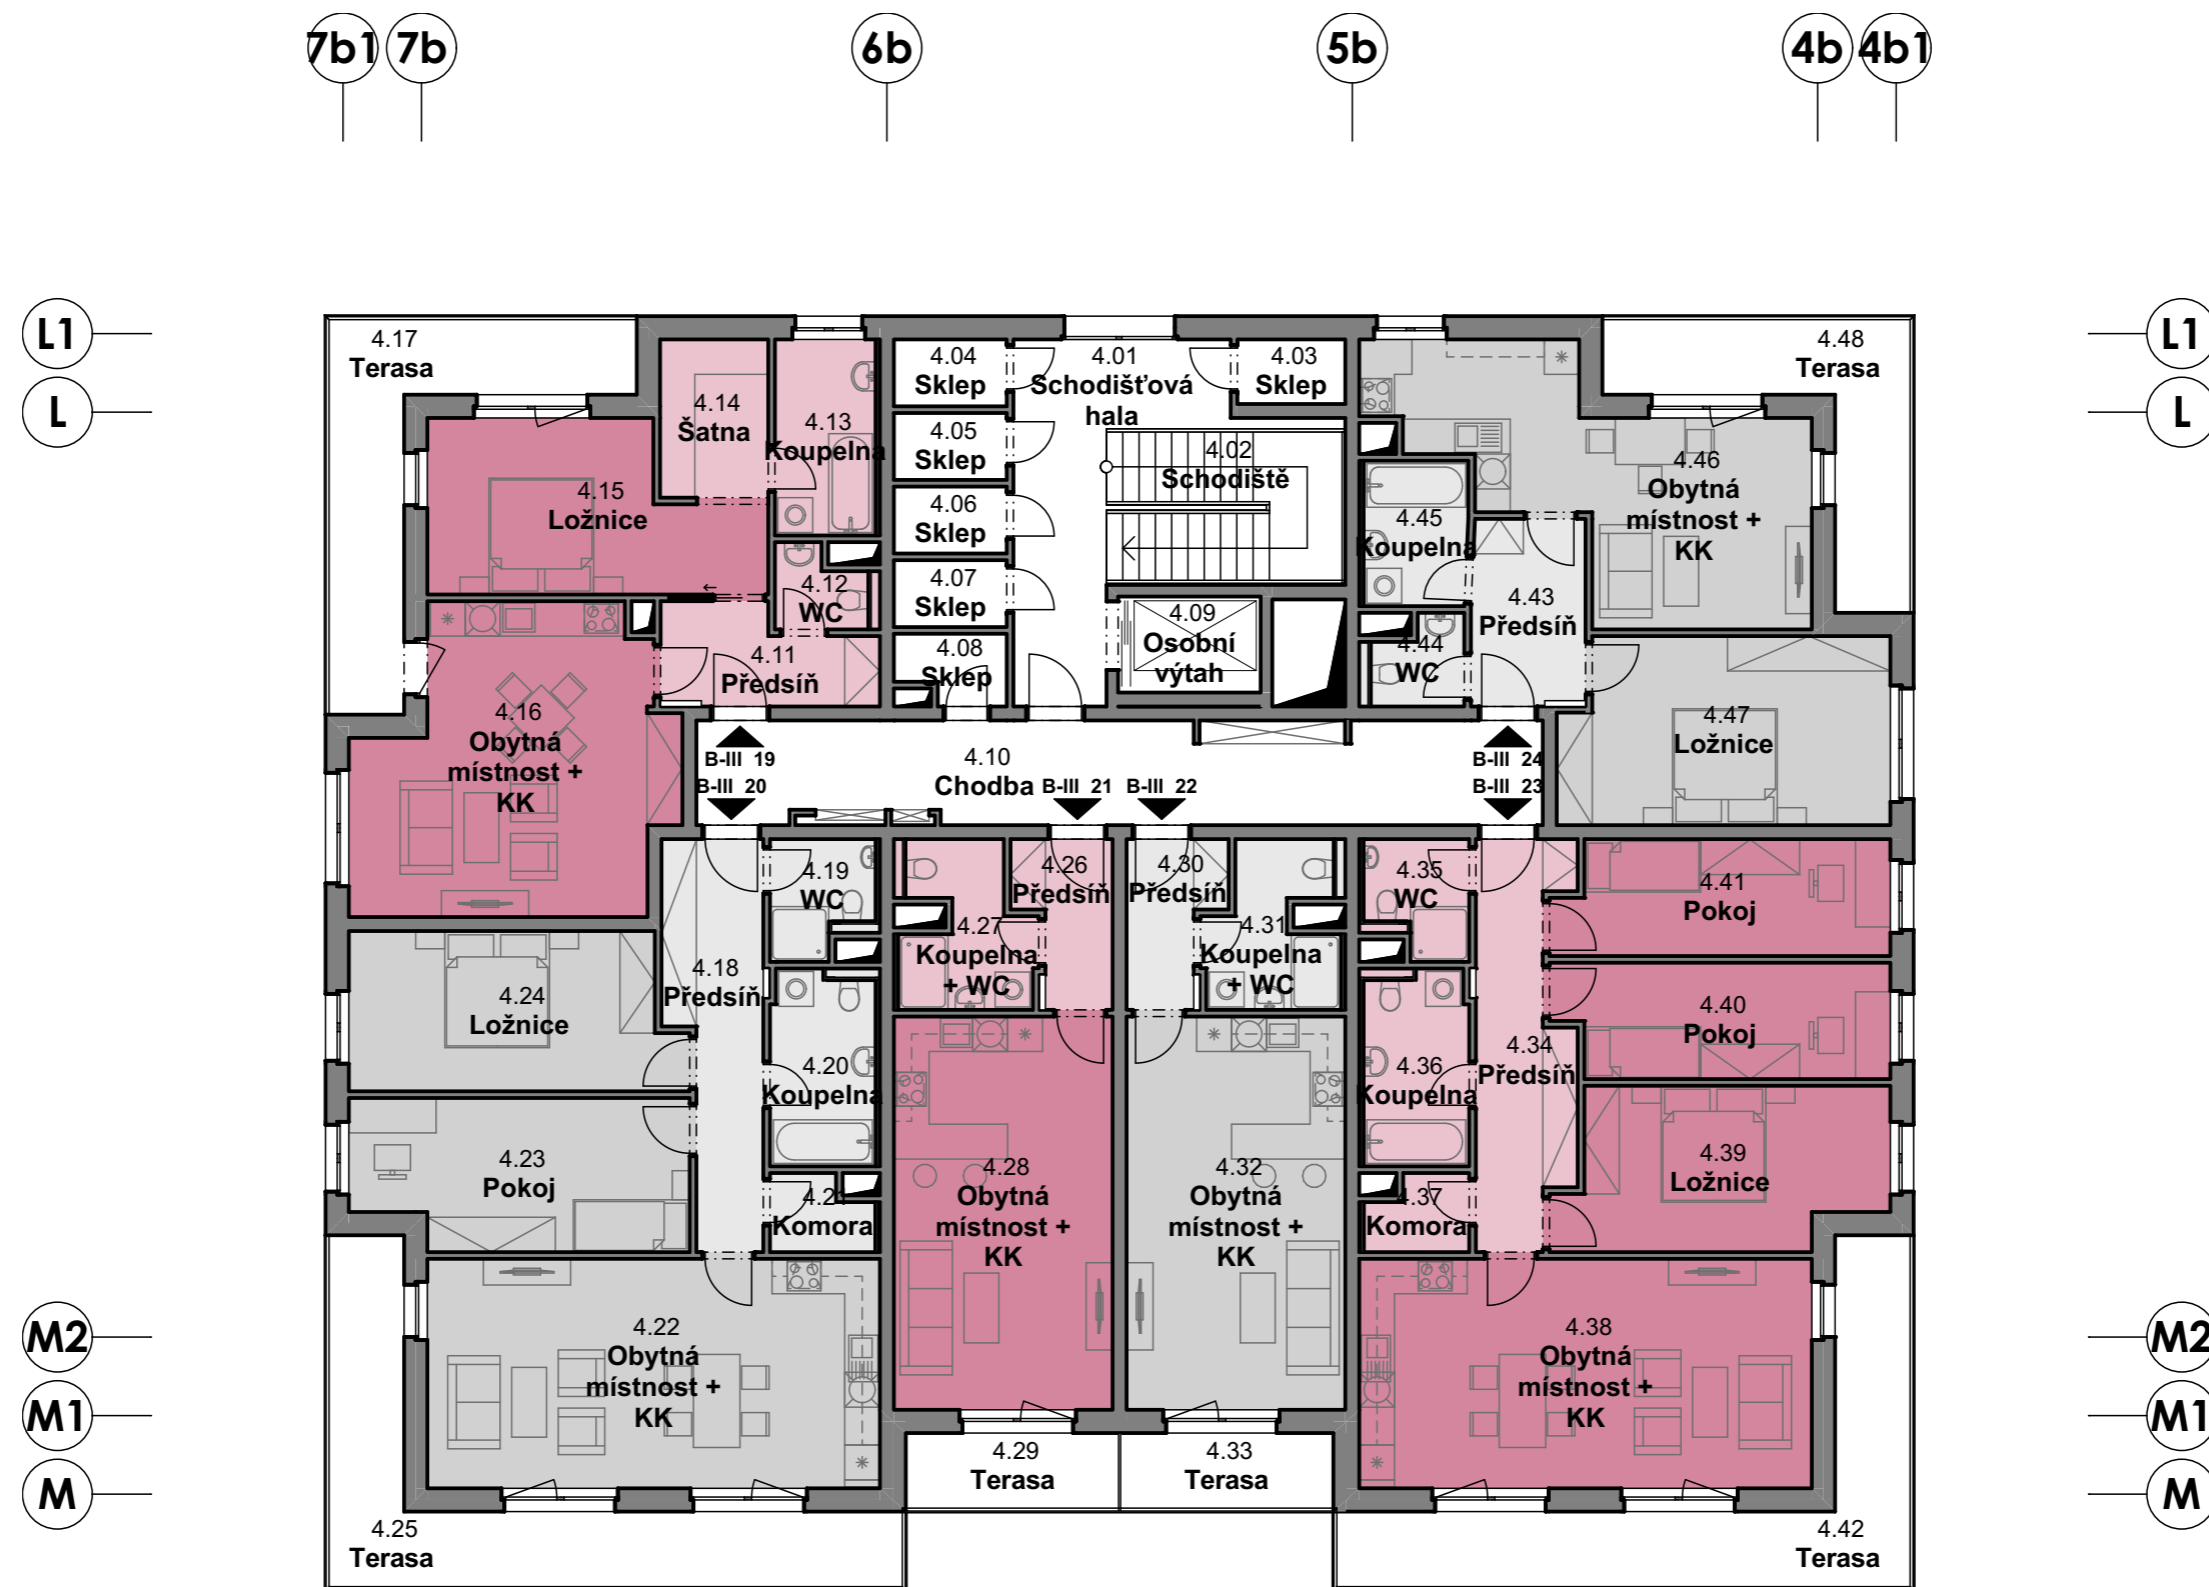 7b1
7b
6b
5b
4b
4b1
L1
L1
L
L
4.17
Terasa
4.14
Šatna
4.13
Koupelna
4.04
Sklep
4.01
Schodišťová
hala
4.03
Sklep
4.48
Terasa
4.05
Sklep
4.02
Schodiště
4.15
Ložnice
4.06
Sklep
4.45
Koupelna
4.46
Obytná
místnost +
KK
4.12
WC
4.07
Sklep
4.09
Osobní
výtah
4.43
Předsíň
4.11
Předsíň
4.08
Sklep
4.44
WC
4.16
Obytná
místnost +
KK
4.47
Ložnice
B-III 19
B-III 20
4.10
Chodba
B-III 21
B-III 22
B-III 24
B-III 23
4.19
WC
4.26
Předsíň
4.30
Předsíň
4.35
WC
4.41
Pokoj
4.27
Koupelna
+ WC
4.31
Koupelna
+ WC
4.18
Předsíň
4.24
Ložnice
4.40
Pokoj
4.20
Koupelna
4.36
Koupelna
4.34
Předsíň
4.23
Pokoj
4.28
Obytná
místnost +
KK
4.32
Obytná
místnost +
KK
4.39
Ložnice
4.21
Komora
4.37
Komora
4.22
Obytná
místnost +
KK
4.38
Obytná
místnost +
KK
M2
M2
M1
M1
M
M
4.29
Terasa
4.33
Terasa
4.25
Terasa
4.42
Terasa